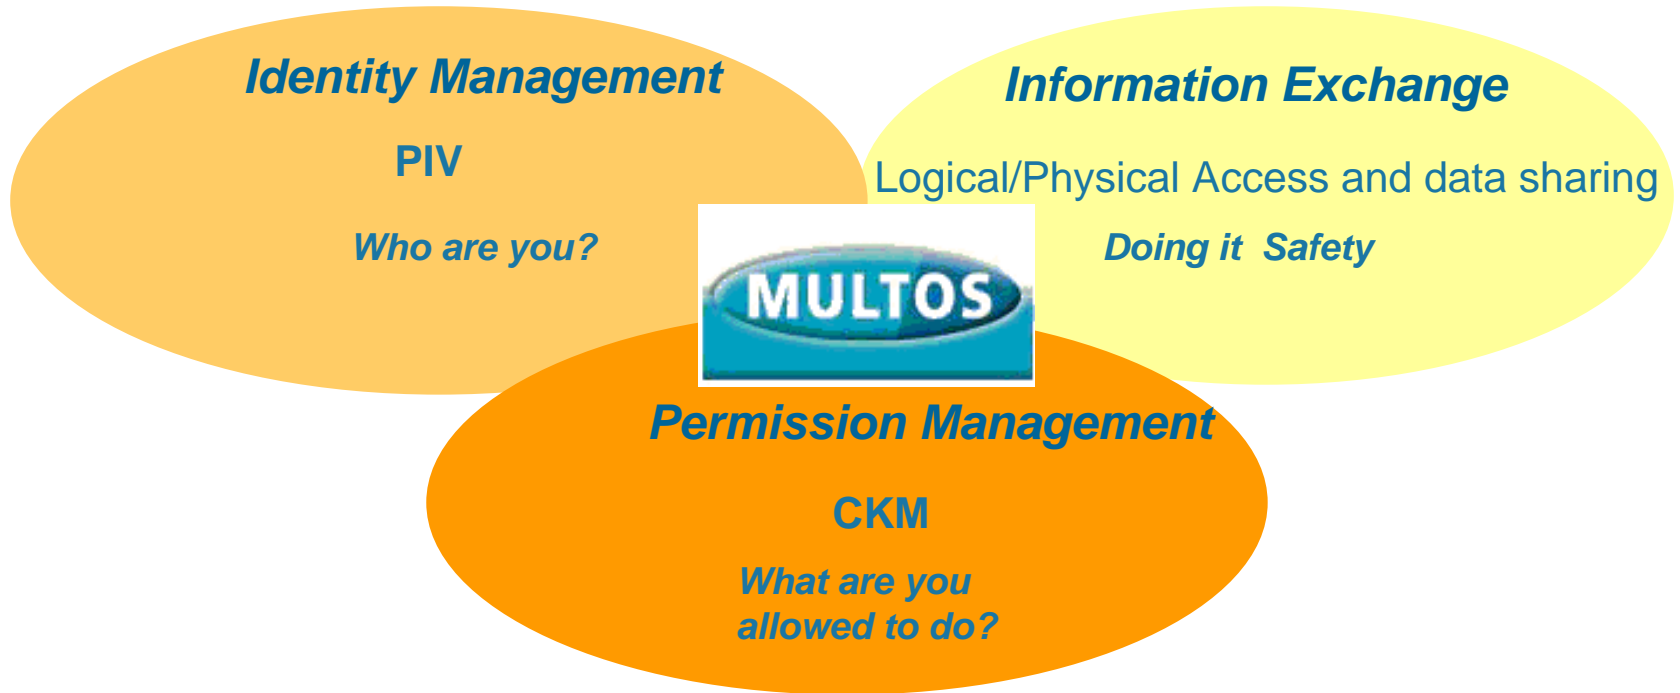 Identity Management
PIV
Who are you?
Information Exchange
Logical/Physical Access and data sharing
Doing it  Safety
MULTOS
Permission Management
CKM
What are you
allowed to do?